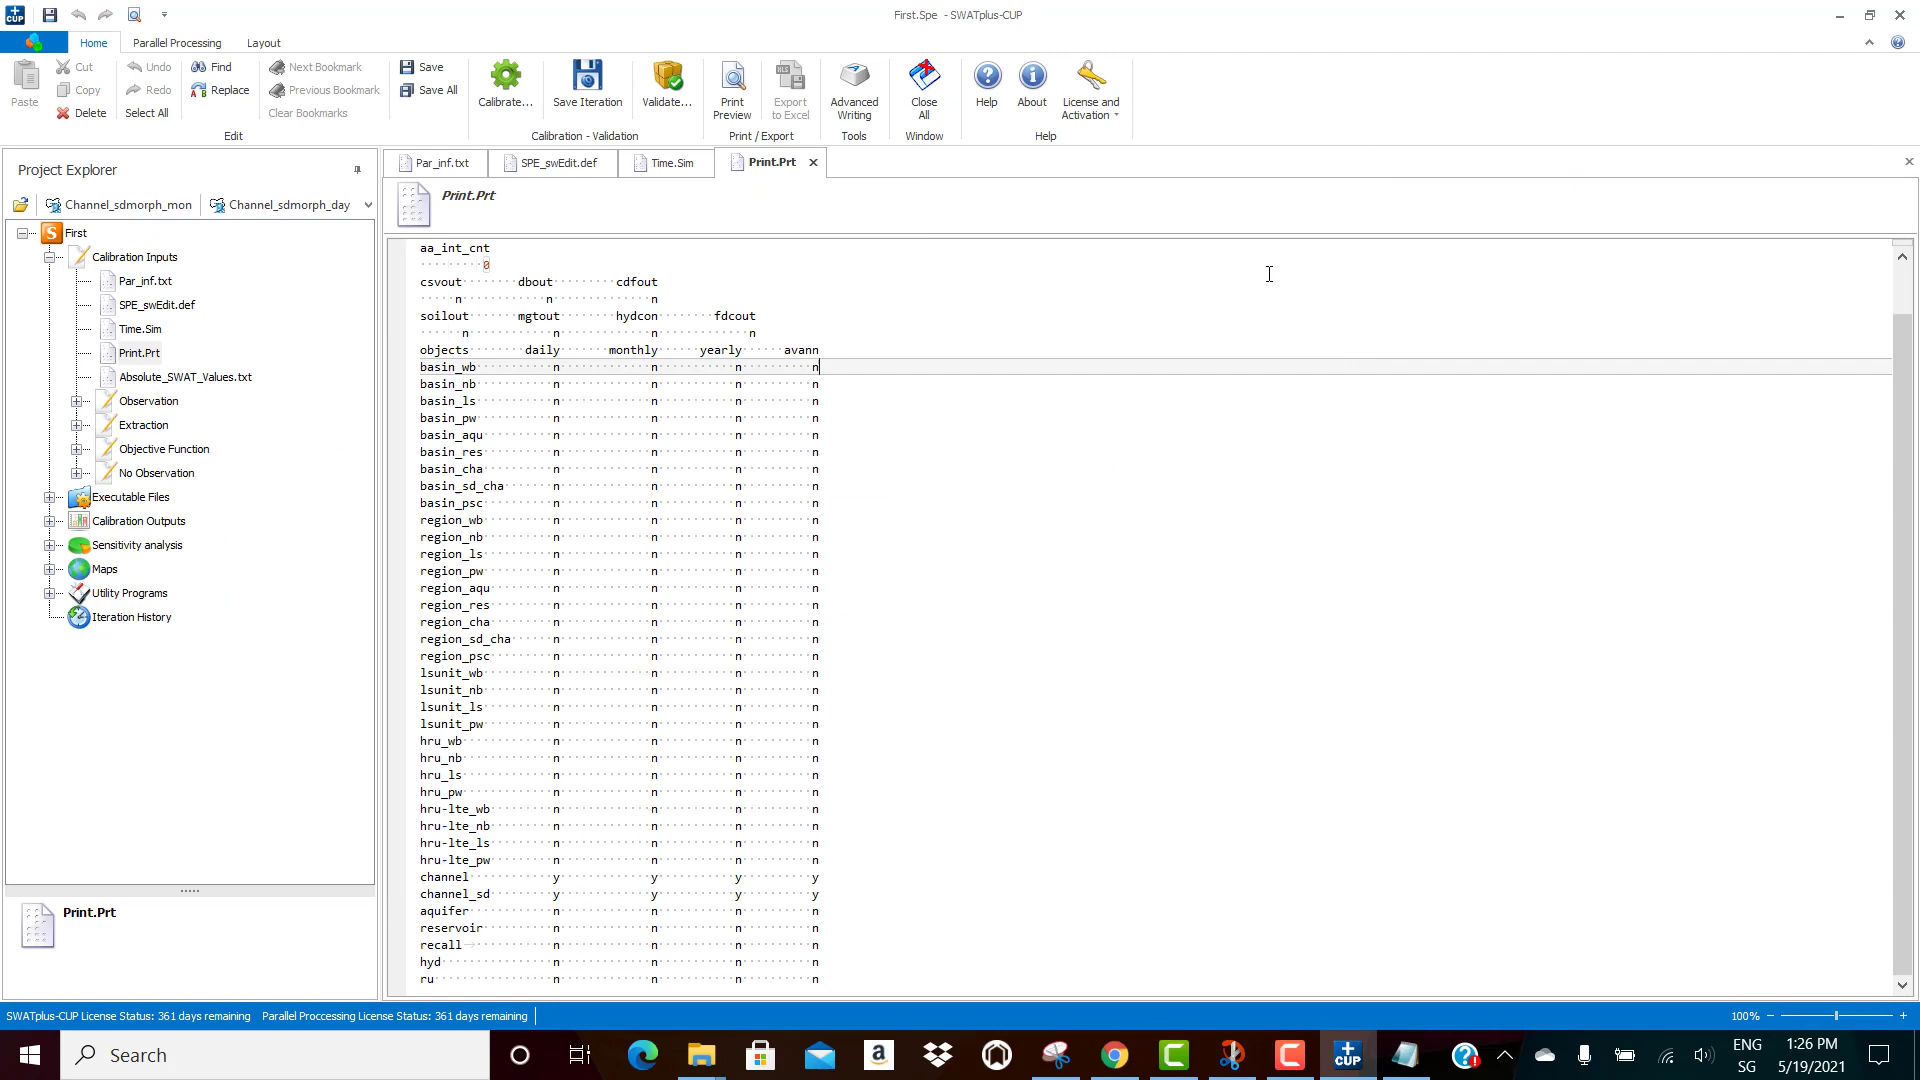 First.Spe - SWATplus-CUP
Home Parallel Processing Layout
Paste Cut Copy Delete Undo Redo Select All Find Replace Next Bookmark Previous Bookmark Clear Bookmarks Save Save All Calibrate... Save Iteration Validate... Print Preview Export to Excel Advanced Writing Close All Help About License and Activation
Edit Calibration - Validation Print / Export Tools Window Help
Project Explorer
Channel_sdmorph_mon Channel_sdmorph_day
First
Calibration Inputs
Par_inf.txt
SPE_swEdit.def
Time.Sim
Print.Prt
Absolute_SWAT_Values.txt
Observation
Extraction
Objective Function
No Observation
Executable Files
Calibration Outputs
Sensitivity analysis
Maps
Utility Programs
Iteration History
Print.Prt
Par_inf.txt SPE_swEdit.def Time.Sim Print.Prt
Print.Prt
aa_int_cnt
0
csvout dbout cdfout
n n n
soilout mgtout hydcon fdcout
n n n n
objects daily monthly yearly avann
basin_wb n n n n
basin_nb n n n n
basin_ls n n n n
basin_pw n n n n
basin_aqu n n n n
basin_res n n n n
basin_cha n n n n
basin_sd_cha n n n n
basin_psc n n n n
region_wb n n n n
region_nb n n n n
region_ls n n n n
region_pw n n n n
region_aqu n n n n
region_res n n n n
region_cha n n n n
region_sd_cha n n n n
region_psc n n n n
lsunit_wb n n n n
lsunit_nb n n n n
lsunit_ls n n n n
lsunit_pw n n n n
hru_wb n n n n
hru_nb n n n n
hru_ls n n n n
hru_pw n n n n
hru-lte_wb n n n n
hru-lte_nb n n n n
hru-lte_ls n n n n
hru-lte_pw n n n n
channel y y y y
channel_sd y y y y
aquifer n n n n
reservoir n n n n
recall n n n n
hyd n n n n
ru n n n n
SWATplus-CUP License Status: 361 days remaining Parallel Proccessing License Status: 361 days remaining 100%
Search
CUP
ENG
SG
1:26 PM
5/19/2021